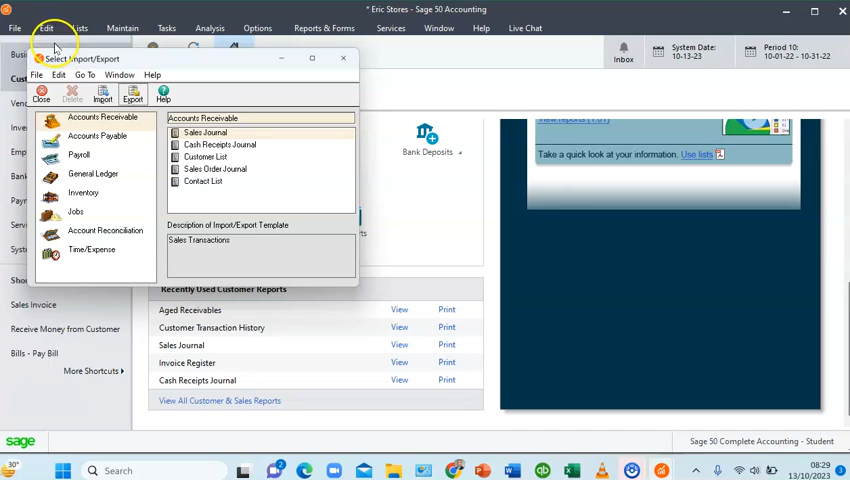 * Eric Stores - Sage 50 Accounting
File Edit Lists Maintain Tasks Analysis Options Reports & Forms Services Window Help Live Chat
Inbox
System Date:
10-13-23
Period 10:
10-01-22 - 10-31-22
Select Import/Export
File Edit Go To Window Help
Close Delete Import Export Help
Accounts Receivable
Accounts Payable
Payroll
General Ledger
Inventory
Jobs
Account Reconciliation
Time/Expense
Accounts Receivable
Sales Journal
Cash Receipts Journal
Customer List
Sales Order Journal
Contact List
Description of Import/Export Template
Sales Transactions
Sales Invoice
Receive Money from Customer
Bills - Pay Bill
More Shortcuts
Bank Deposits
Take a quick look at your information. Use lists
Recently Used Customer Reports
Aged Receivables View Print
Customer Transaction History View Print
Sales Journal View Print
Invoice Register View Print
Cash Receipts Journal View Print
View All Customer & Sales Reports
sage
Sage 50 Complete Accounting - Student
30°
Search
2
08:29
13/10/2023
3